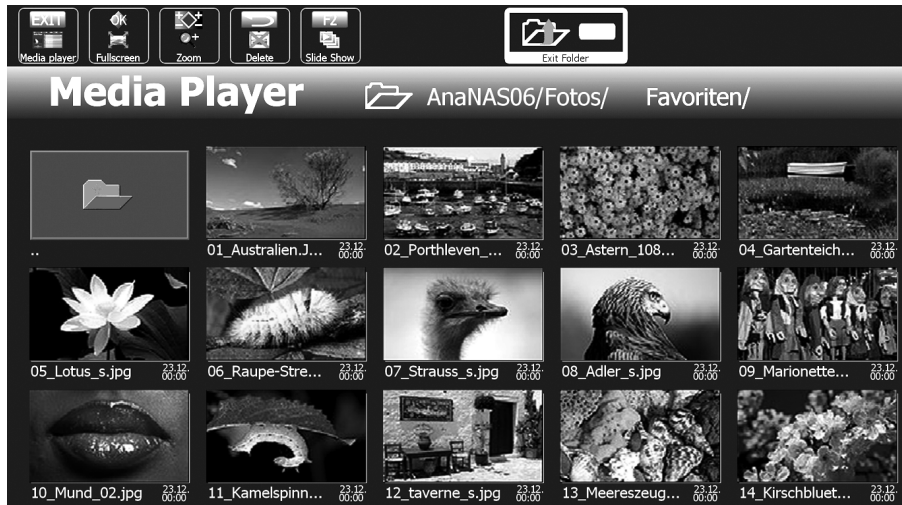 EXIT OK F2
Media player Fullscreen Zoom Delete Slide Show Exit Folder
Media Player AnaNAS06/Fotos/ Favoriten/
.. 01_Australien.J... 23.12. 00:00 02_Porthleven_... 23.12. 00:00 03_Astern_108... 23.12. 00:00 04_Gartenteich... 23.12. 00:00
05_Lotus_s.jpg 23.12. 00:00 06_Raupe-Stre... 23.12. 00:00 07_Strauss_s.jpg 23.12. 00:00 08_Adler_s.jpg 23.12. 00:00 09_Marionette... 23.12. 00:00
10_Mund_02.jpg 23.12. 00:00 11_Kamelspinn... 23.12. 00:00 12_taverne_s.jpg 23.12. 00:00 13_Meereszeug... 23.12. 00:00 14_Kirschbluet... 23.12. 00:00